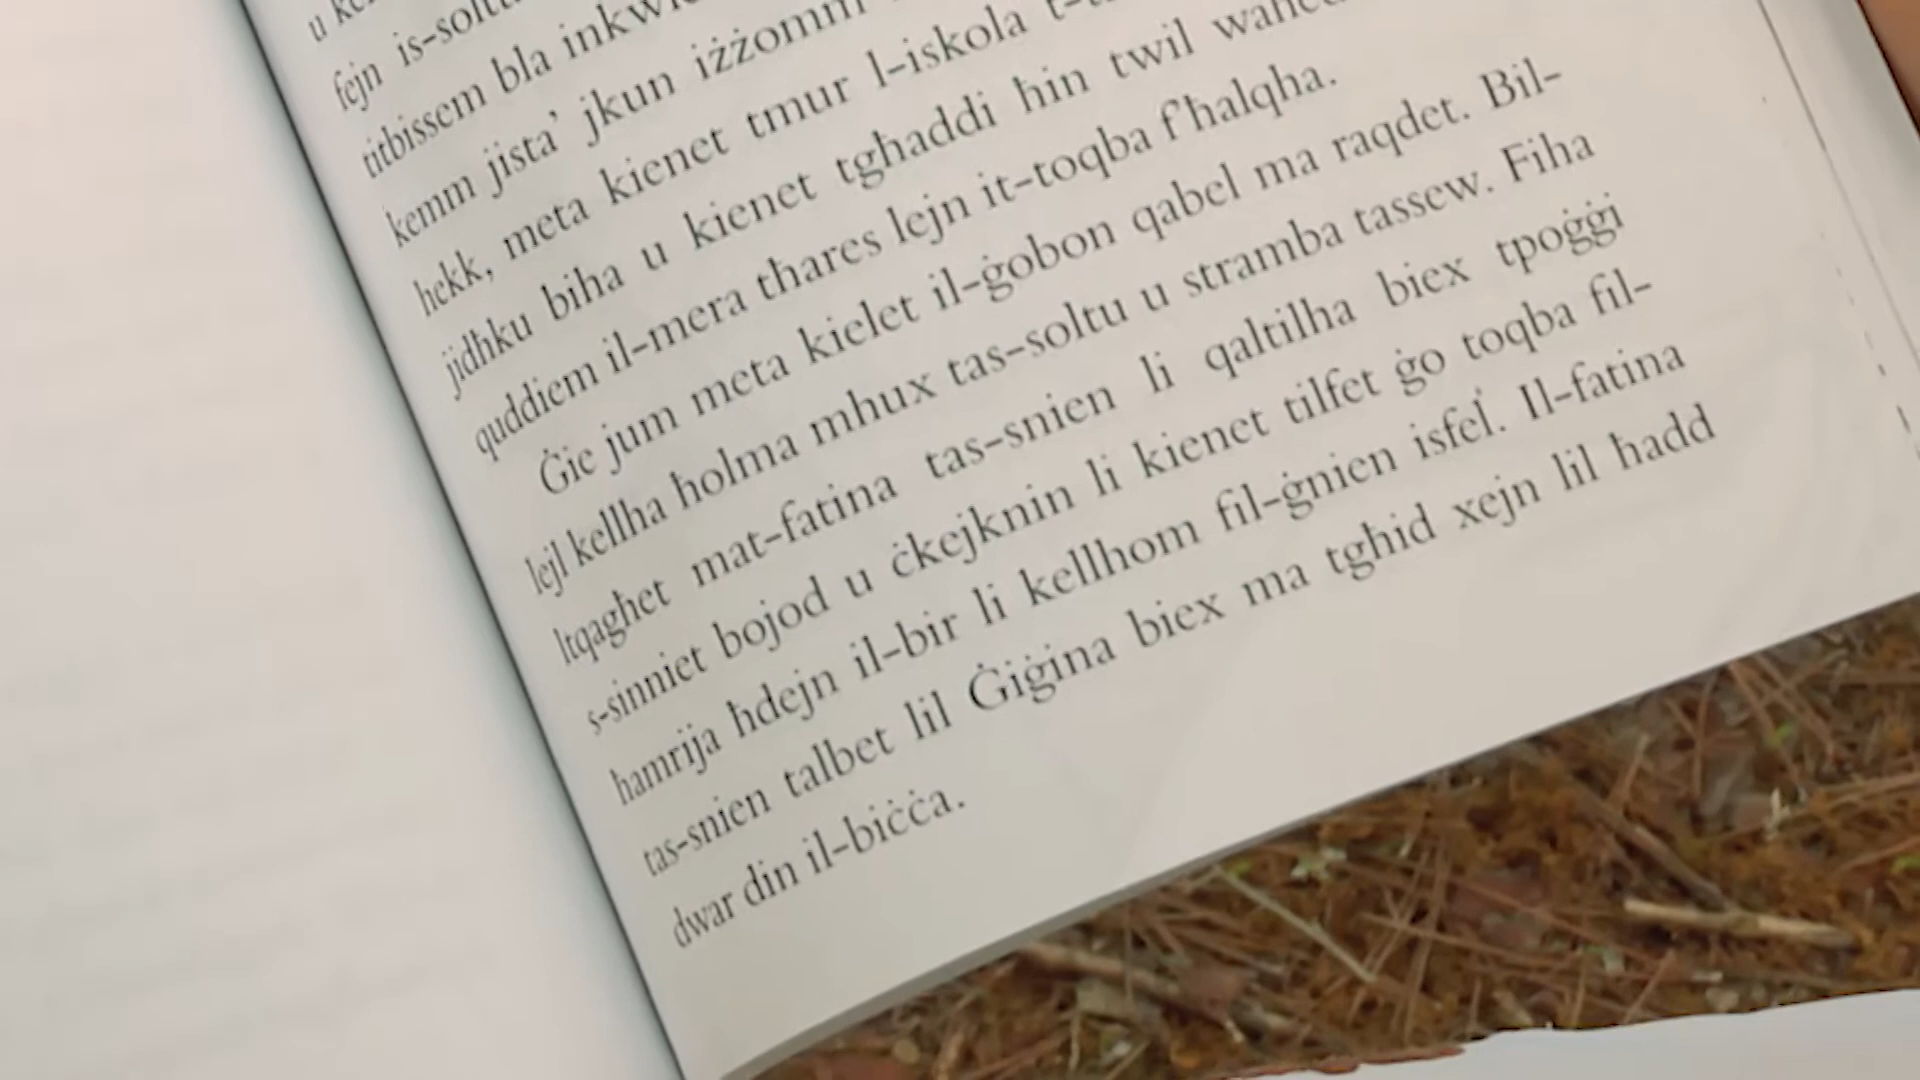 fejn
titbissem bla
kemm jista' jkun iżżomm
hekk, meta kienet tmur l-iskola
jidħku biha u kienet tgħaddi ħin twil
quddiem il-mera tħares lejn it-toqba f'ħalqha.
Ġie jum meta kielet il-ġobon qabel ma raqdet. Bil-
lejl kellha ħolma mhux tas-soltu u stramba tassew. Fiha
ltqagħet mat-fatina tas-snien li qaltilha biex tpoġġi
s-sinniet bojod u ċkejknin li kienet tilfet ġo toqba fil-
ħamrija ħdejn il-bir li kellhom fil-ġnien isfel. Il-fatina
tas-snien talbet lil Ġiġina biex ma tgħid xejn lil ħadd
dwar din il-biċċa.